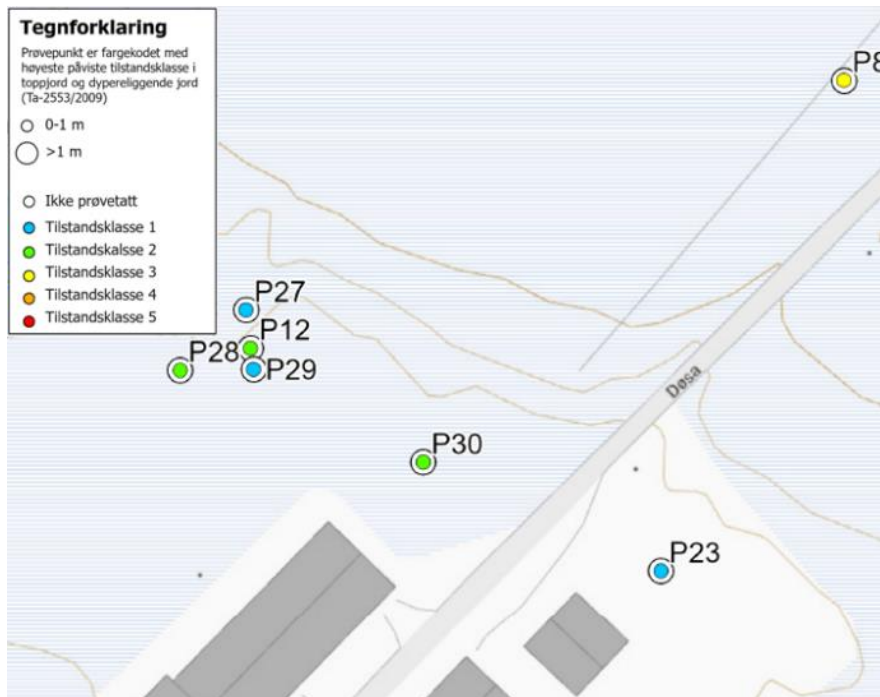 Tegnforklaring
Prøvepunkt er fargekodet med
høyeste påviste tilstandsklasse i
toppjord og dypereliggende jord
(Ta-2553/2009)
0-1 m
>1 m
Ikke prøvetatt
Tilstandsklasse 1
Tilstandskalsse 2
Tilstandsklasse 3
Tilstandsklasse 4
Tilstandsklasse 5
P8
P27
P12
P28
P29
Døsa
P30
P23